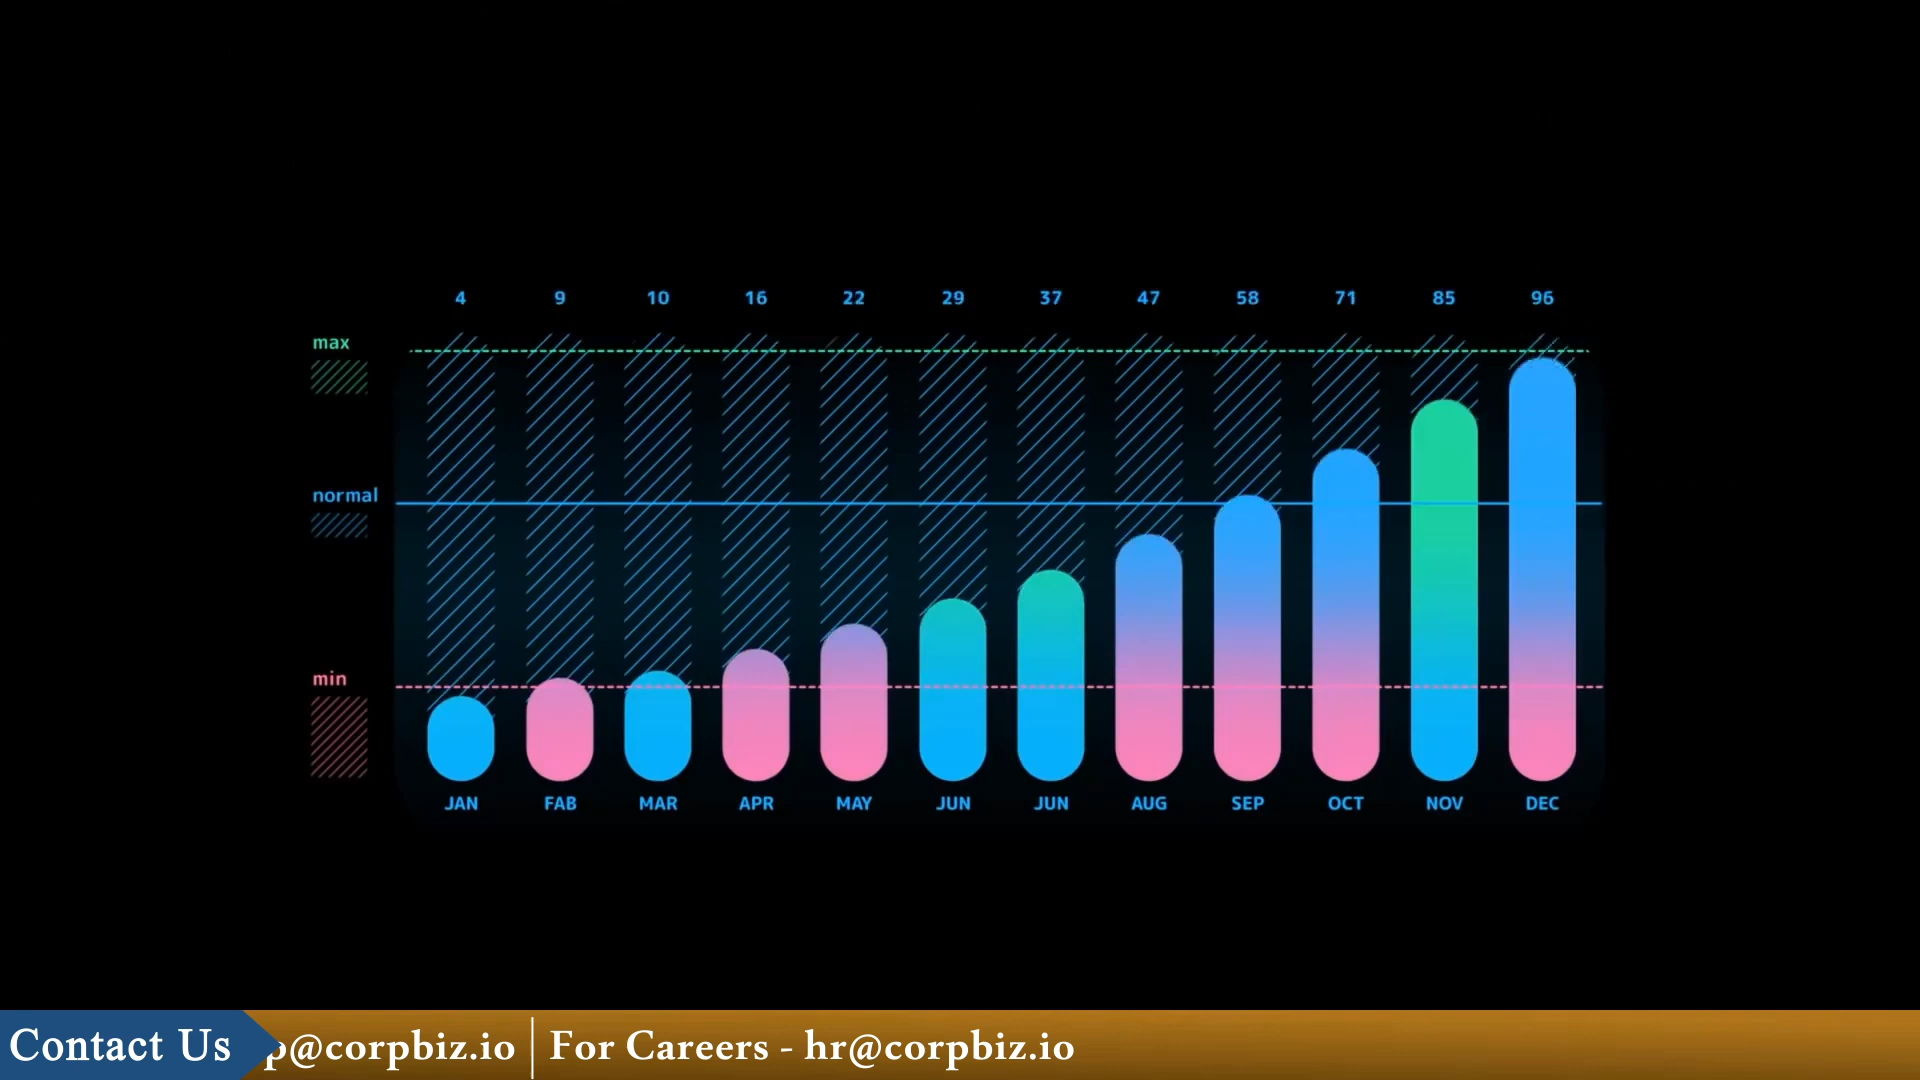 4 9 10 16 22 29 37 47 58 71 85 96
max
normal
min
JAN FAB MAR APR MAY JUN JUN AUG SEP OCT NOV DEC
Contact Us p@corpbiz.io | For Careers - hr@corpbiz.io